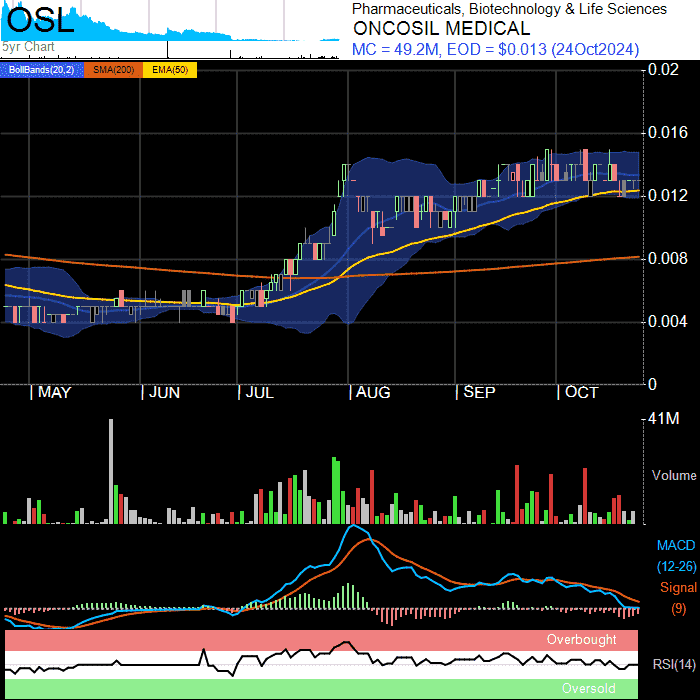 OSL
5yr Chart
Pharmaceuticals, Biotechnology & Life Sciences
ONCOSIL MEDICAL
MC = 49.2M, EOD = $0.013 (24Oct2024)
BollBands(20,2) SMA(200) EMA(50)
0.02
0.016
0.012
0.008
0.004
0
MAY JUN JUL AUG SEP OCT
41M
Volume
MACD
(12-26)
Signal
(9)
Overbought
RSI(14)
Oversold